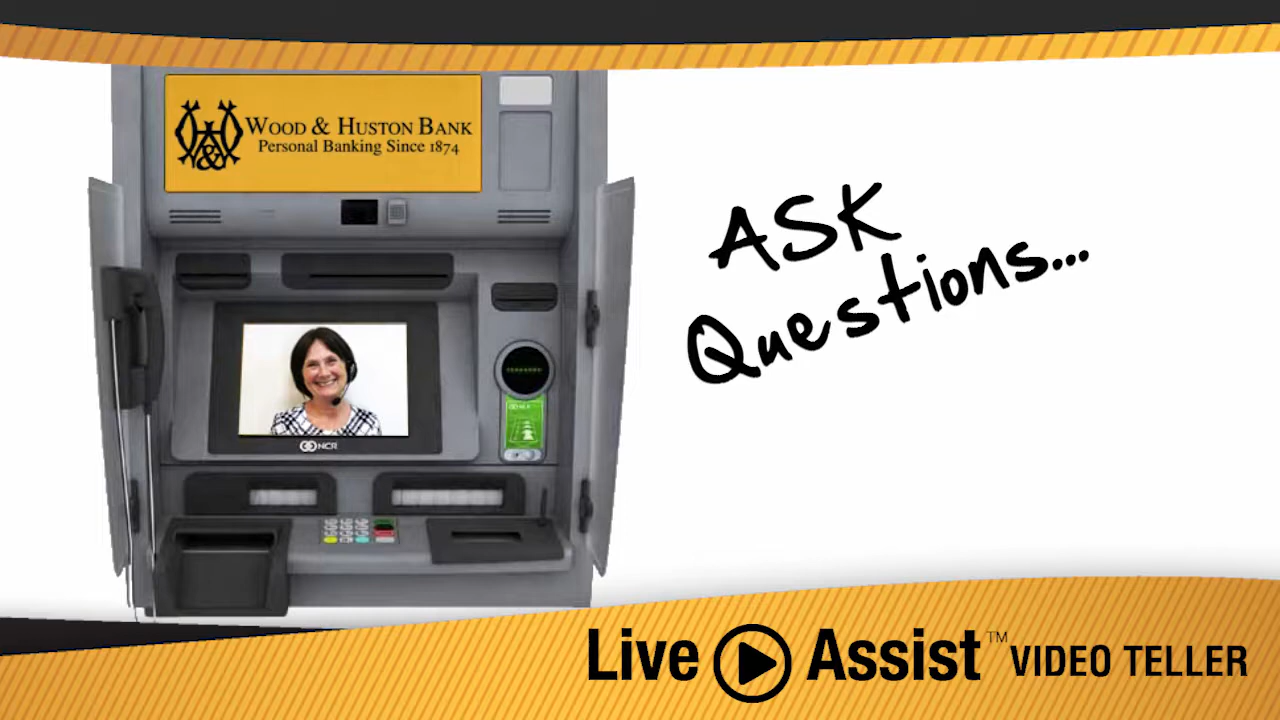 WOOD & HUSTON BANK
Personal Banking Since 1874
ASK
Questions...
NCR
Live Assist™ VIDEO TELLER